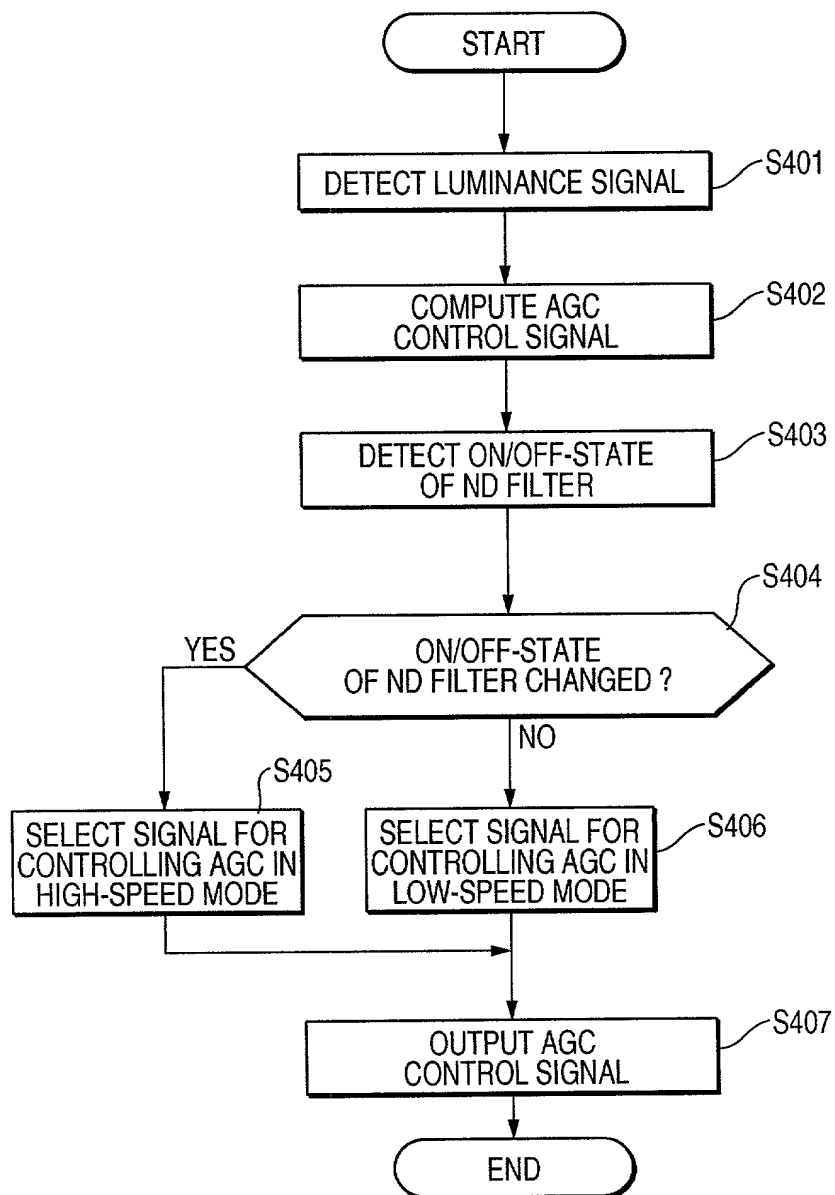 START
DETECT LUMINANCE SIGNAL
S401
COMPUTE AGC
CONTROL SIGNAL
S402
DETECT ON/OFF-STATE
OF ND FILTER
S403
S404
ON/OFF-STATE
OF ND FILTER CHANGED ?
YES
NO
S405
SELECT SIGNAL FOR
CONTROLLING AGC IN
HIGH-SPEED MODE
SELECT SIGNAL FOR
CONTROLLING AGC IN
LOW-SPEED MODE
S406
OUTPUT AGC
CONTROL SIGNAL
S407
END